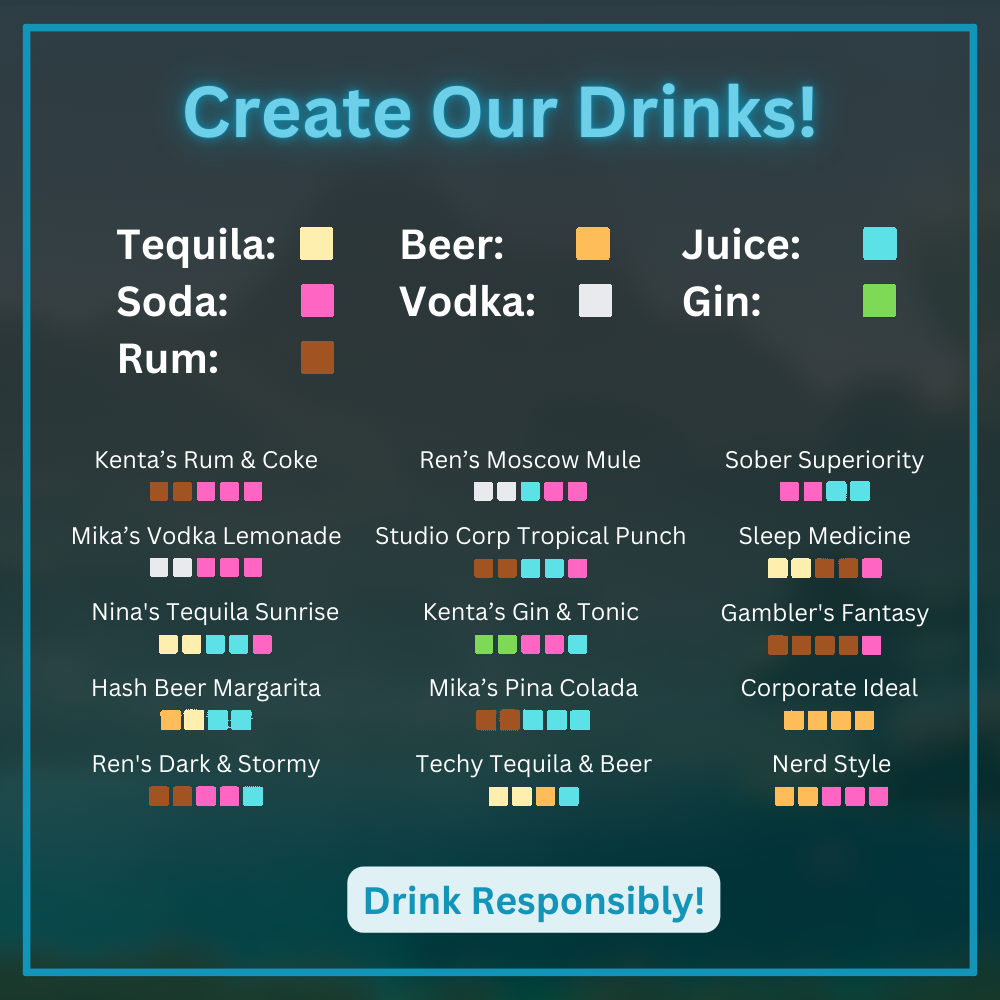 Create Our Drinks!
Tequila: Beer: Juice:
Soda: Vodka: Gin:
Rum:
Kenta’s Rum & Coke Ren’s Moscow Mule Sober Superiority
Mika’s Vodka Lemonade Studio Corp Tropical Punch Sleep Medicine
Nina's Tequila Sunrise Kenta’s Gin & Tonic Gambler's Fantasy
Hash Beer Margarita Mika’s Pina Colada Corporate Ideal
Ren's Dark & Stormy Techy Tequila & Beer Nerd Style
Drink Responsibly!